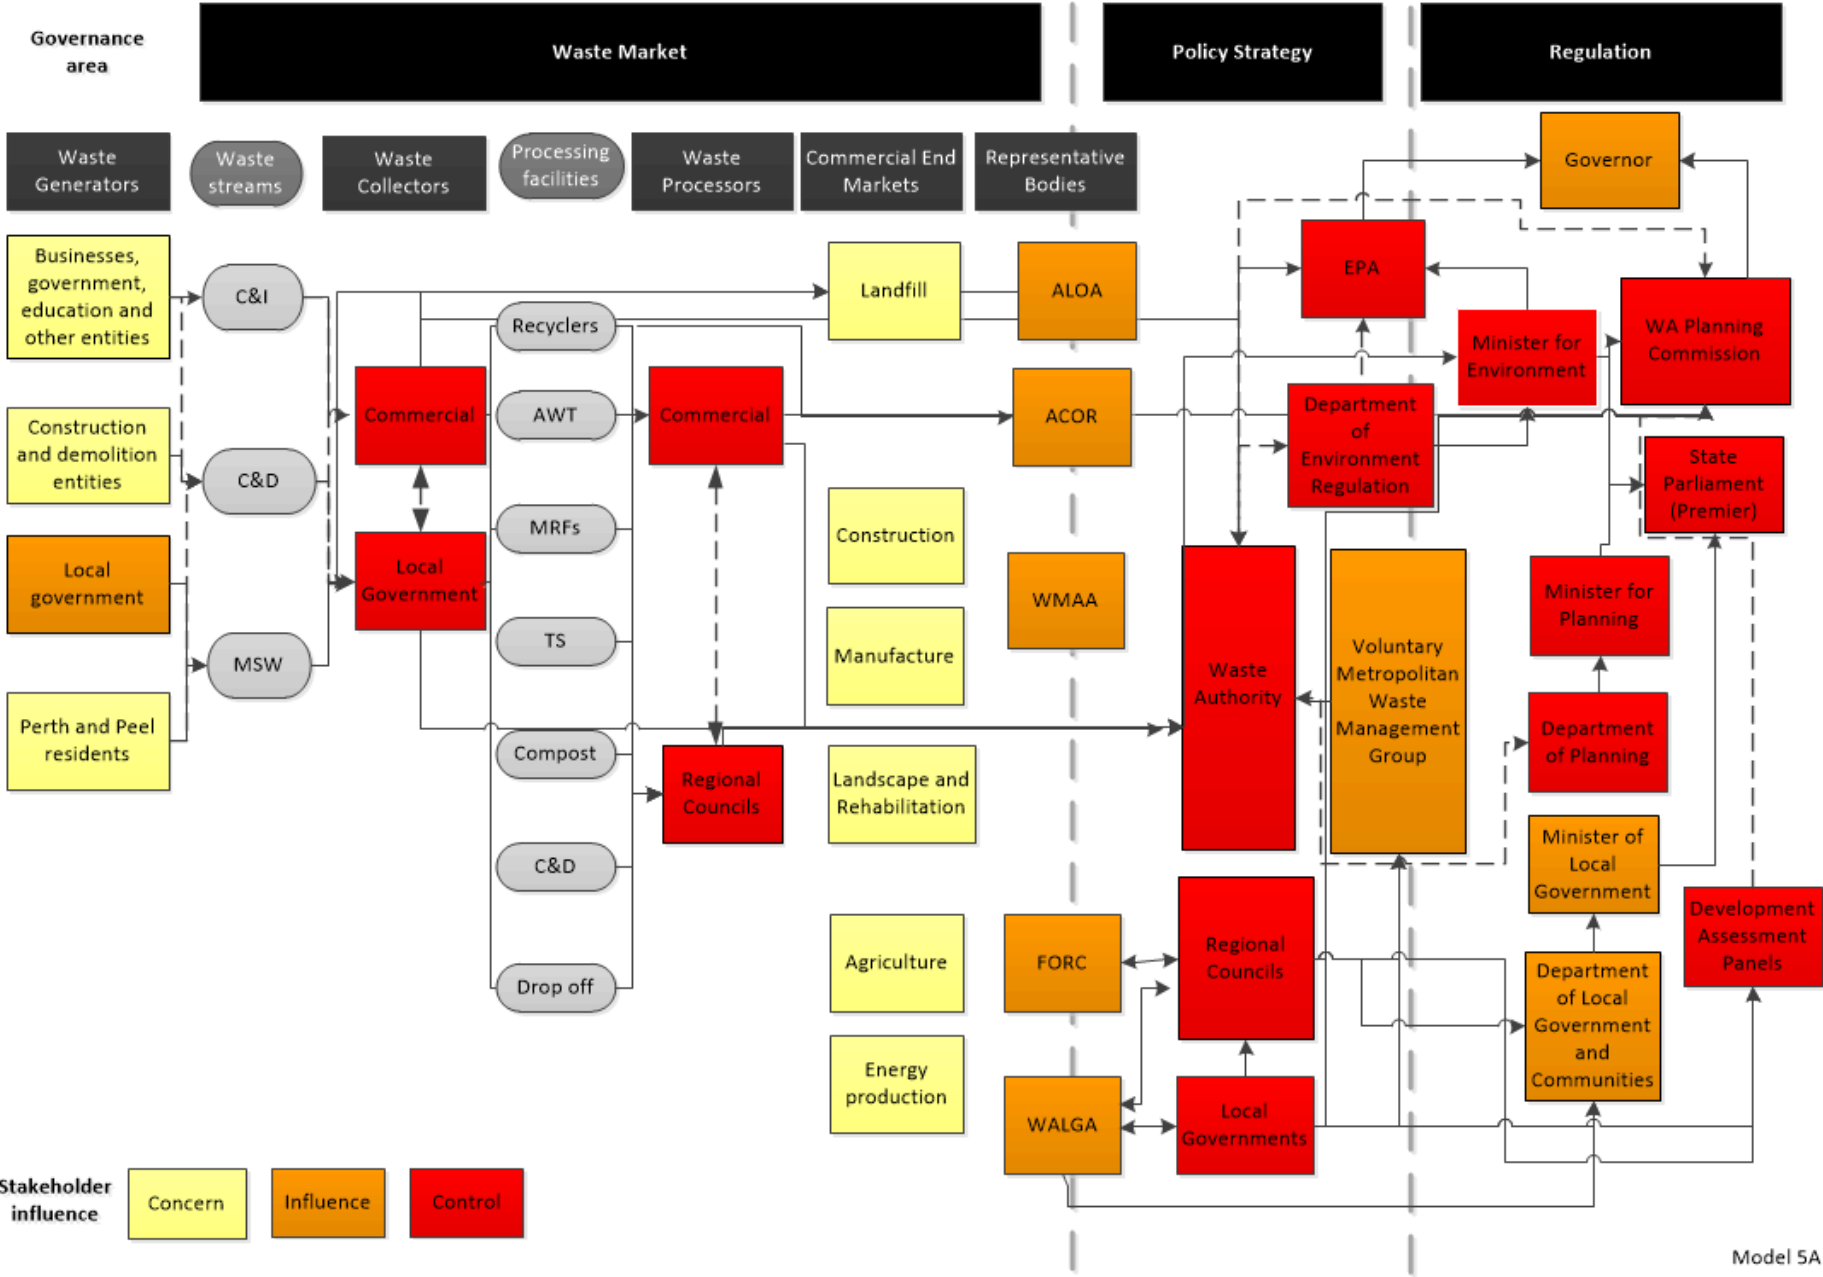 Governance
area
Waste Market
Policy Strategy
Regulation
Waste
Generators
Waste
streams
Waste
Collectors
Processing
facilities
Waste
Processors
Commercial End
Markets
Representative
Bodies
Governor
Businesses,
government,
education and
other entities
C&I
Landfill
ALOA
EPA
Recyclers
WA Planning
Commission
Minister for
Environment
Construction
and demolition
entities
Commercial
AWT
Commercial
ACOR
Department
of
Environment
Regulation
C&D
State
Parliament
(Premier)
MRFs
Construction
Local
government
Local
Government
WMAA
Minister for
Planning
TS
Manufacture
MSW
Waste
Authority
Voluntary
Metropolitan
Waste
Management
Group
Perth and Peel
residents
Compost
Regional
Councils
Landscape and
Rehabilitation
Department
of Planning
C&D
Minister of
Local
Government
Development
Assessment
Panels
Drop off
Agriculture
FORC
Regional
Councils
Department
of Local
Government
and
Communities
Energy
production
WALGA
Local
Governments
Stakeholder
influence
Concern
Influence
Control
Model 5A